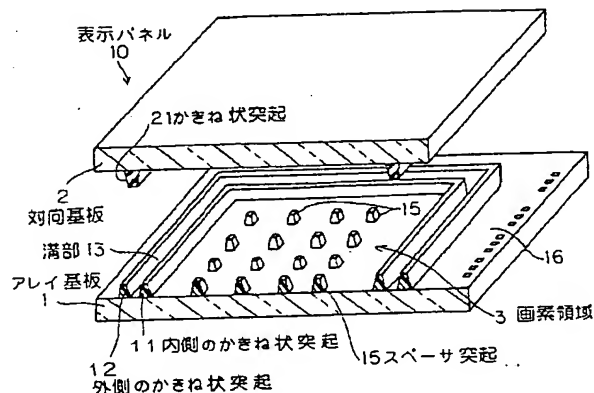 表示パネル
10
21かきね状突起
2
対向基板
溝部13
アレイ基板
1
12
外側のかきね状突起
11内側のかきね状突起
15
15スペーサ突起
3 画素領域
16